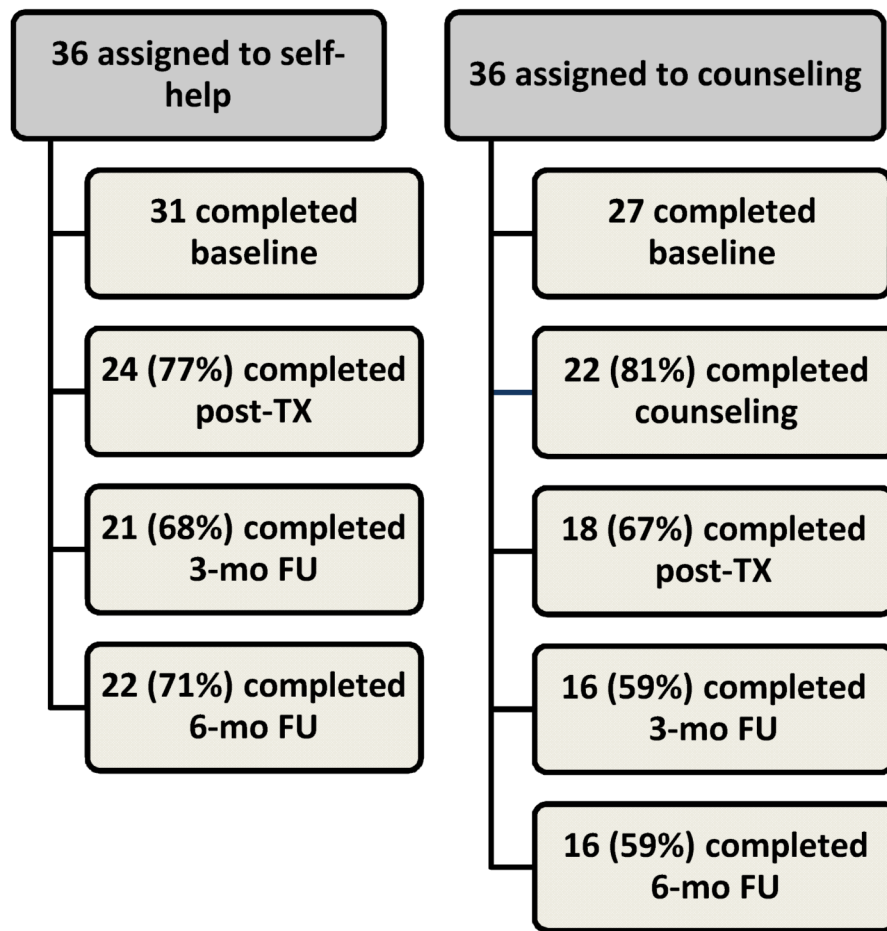 36 assigned to self-
help
31 completed
baseline
24 (77%) completed
post-TX
21 (68%) completed
3-mo FU
22 (71%) completed
6-mo FU
36 assigned to counseling
27 completed
baseline
22 (81%) completed
counseling
18 (67%) completed
post-TX
16 (59%) completed
3-mo FU
16 (59%) completed
6-mo FU